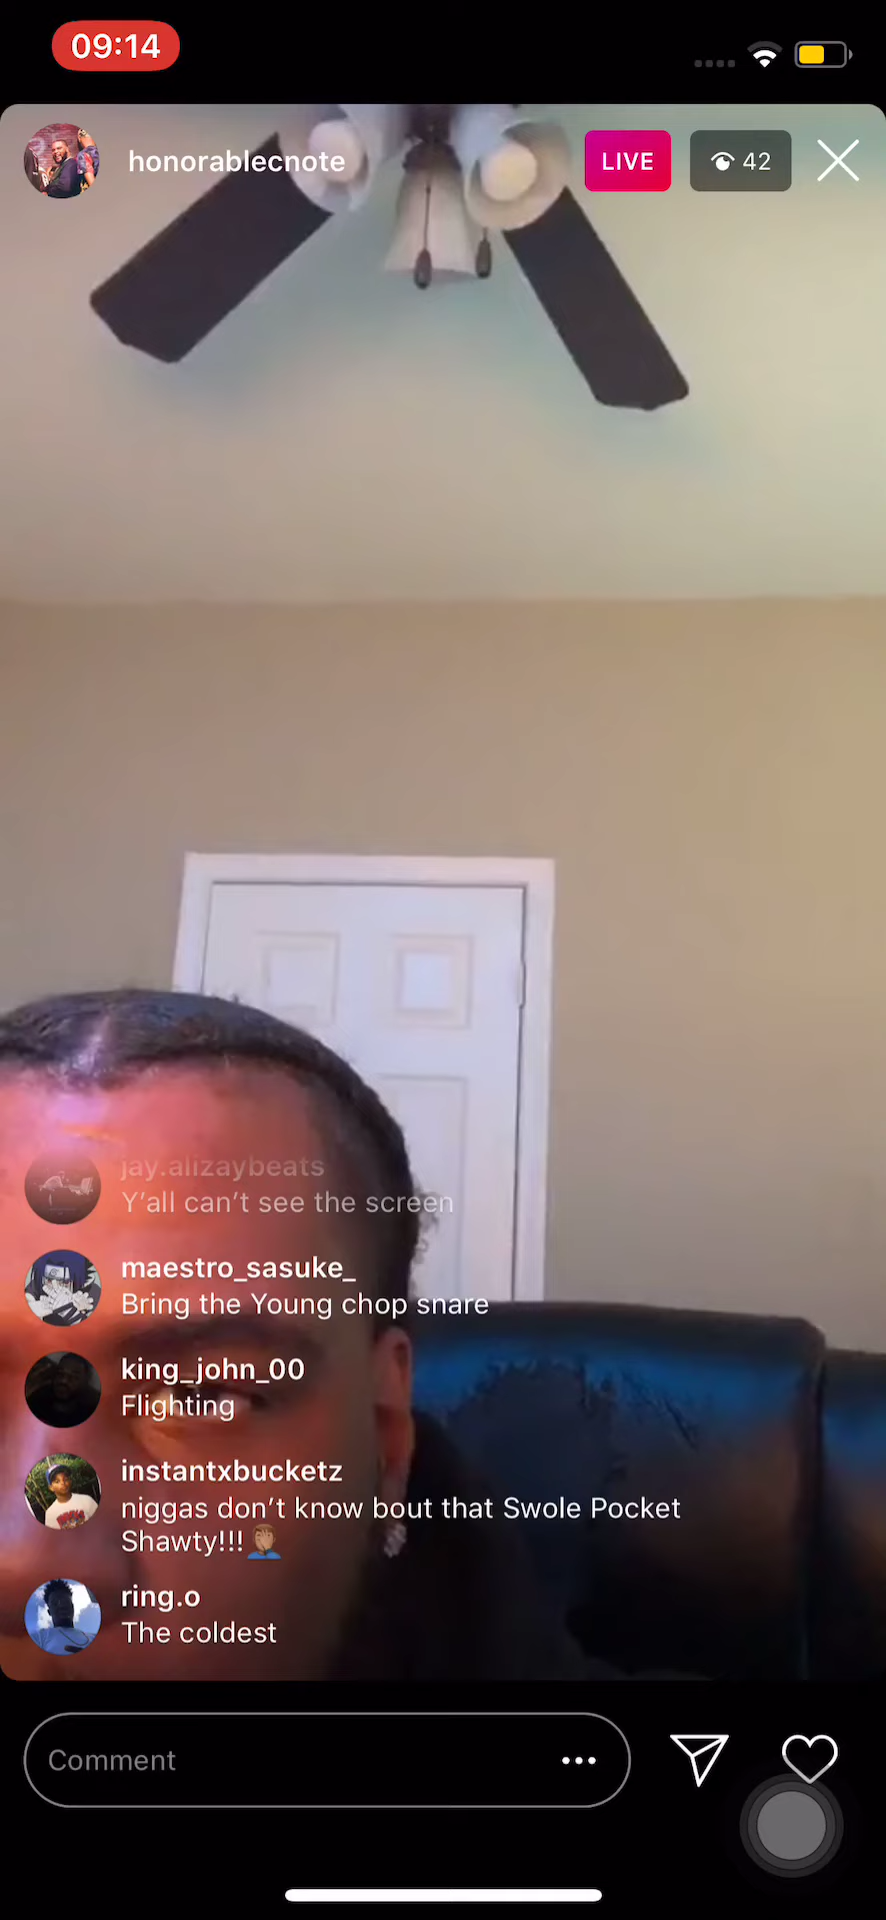 09:14
honorablecnote
LIVE
42
jay.alizaybeats
Y'all can't see the screen
maestro_sasuke_
Bring the Young chop snare
king_john_00
Flighting
instantxbucketz
niggas don't know bout that Swole Pocket
Shawty!!!🤦🏽‍♂️
ring.o
The coldest
Comment